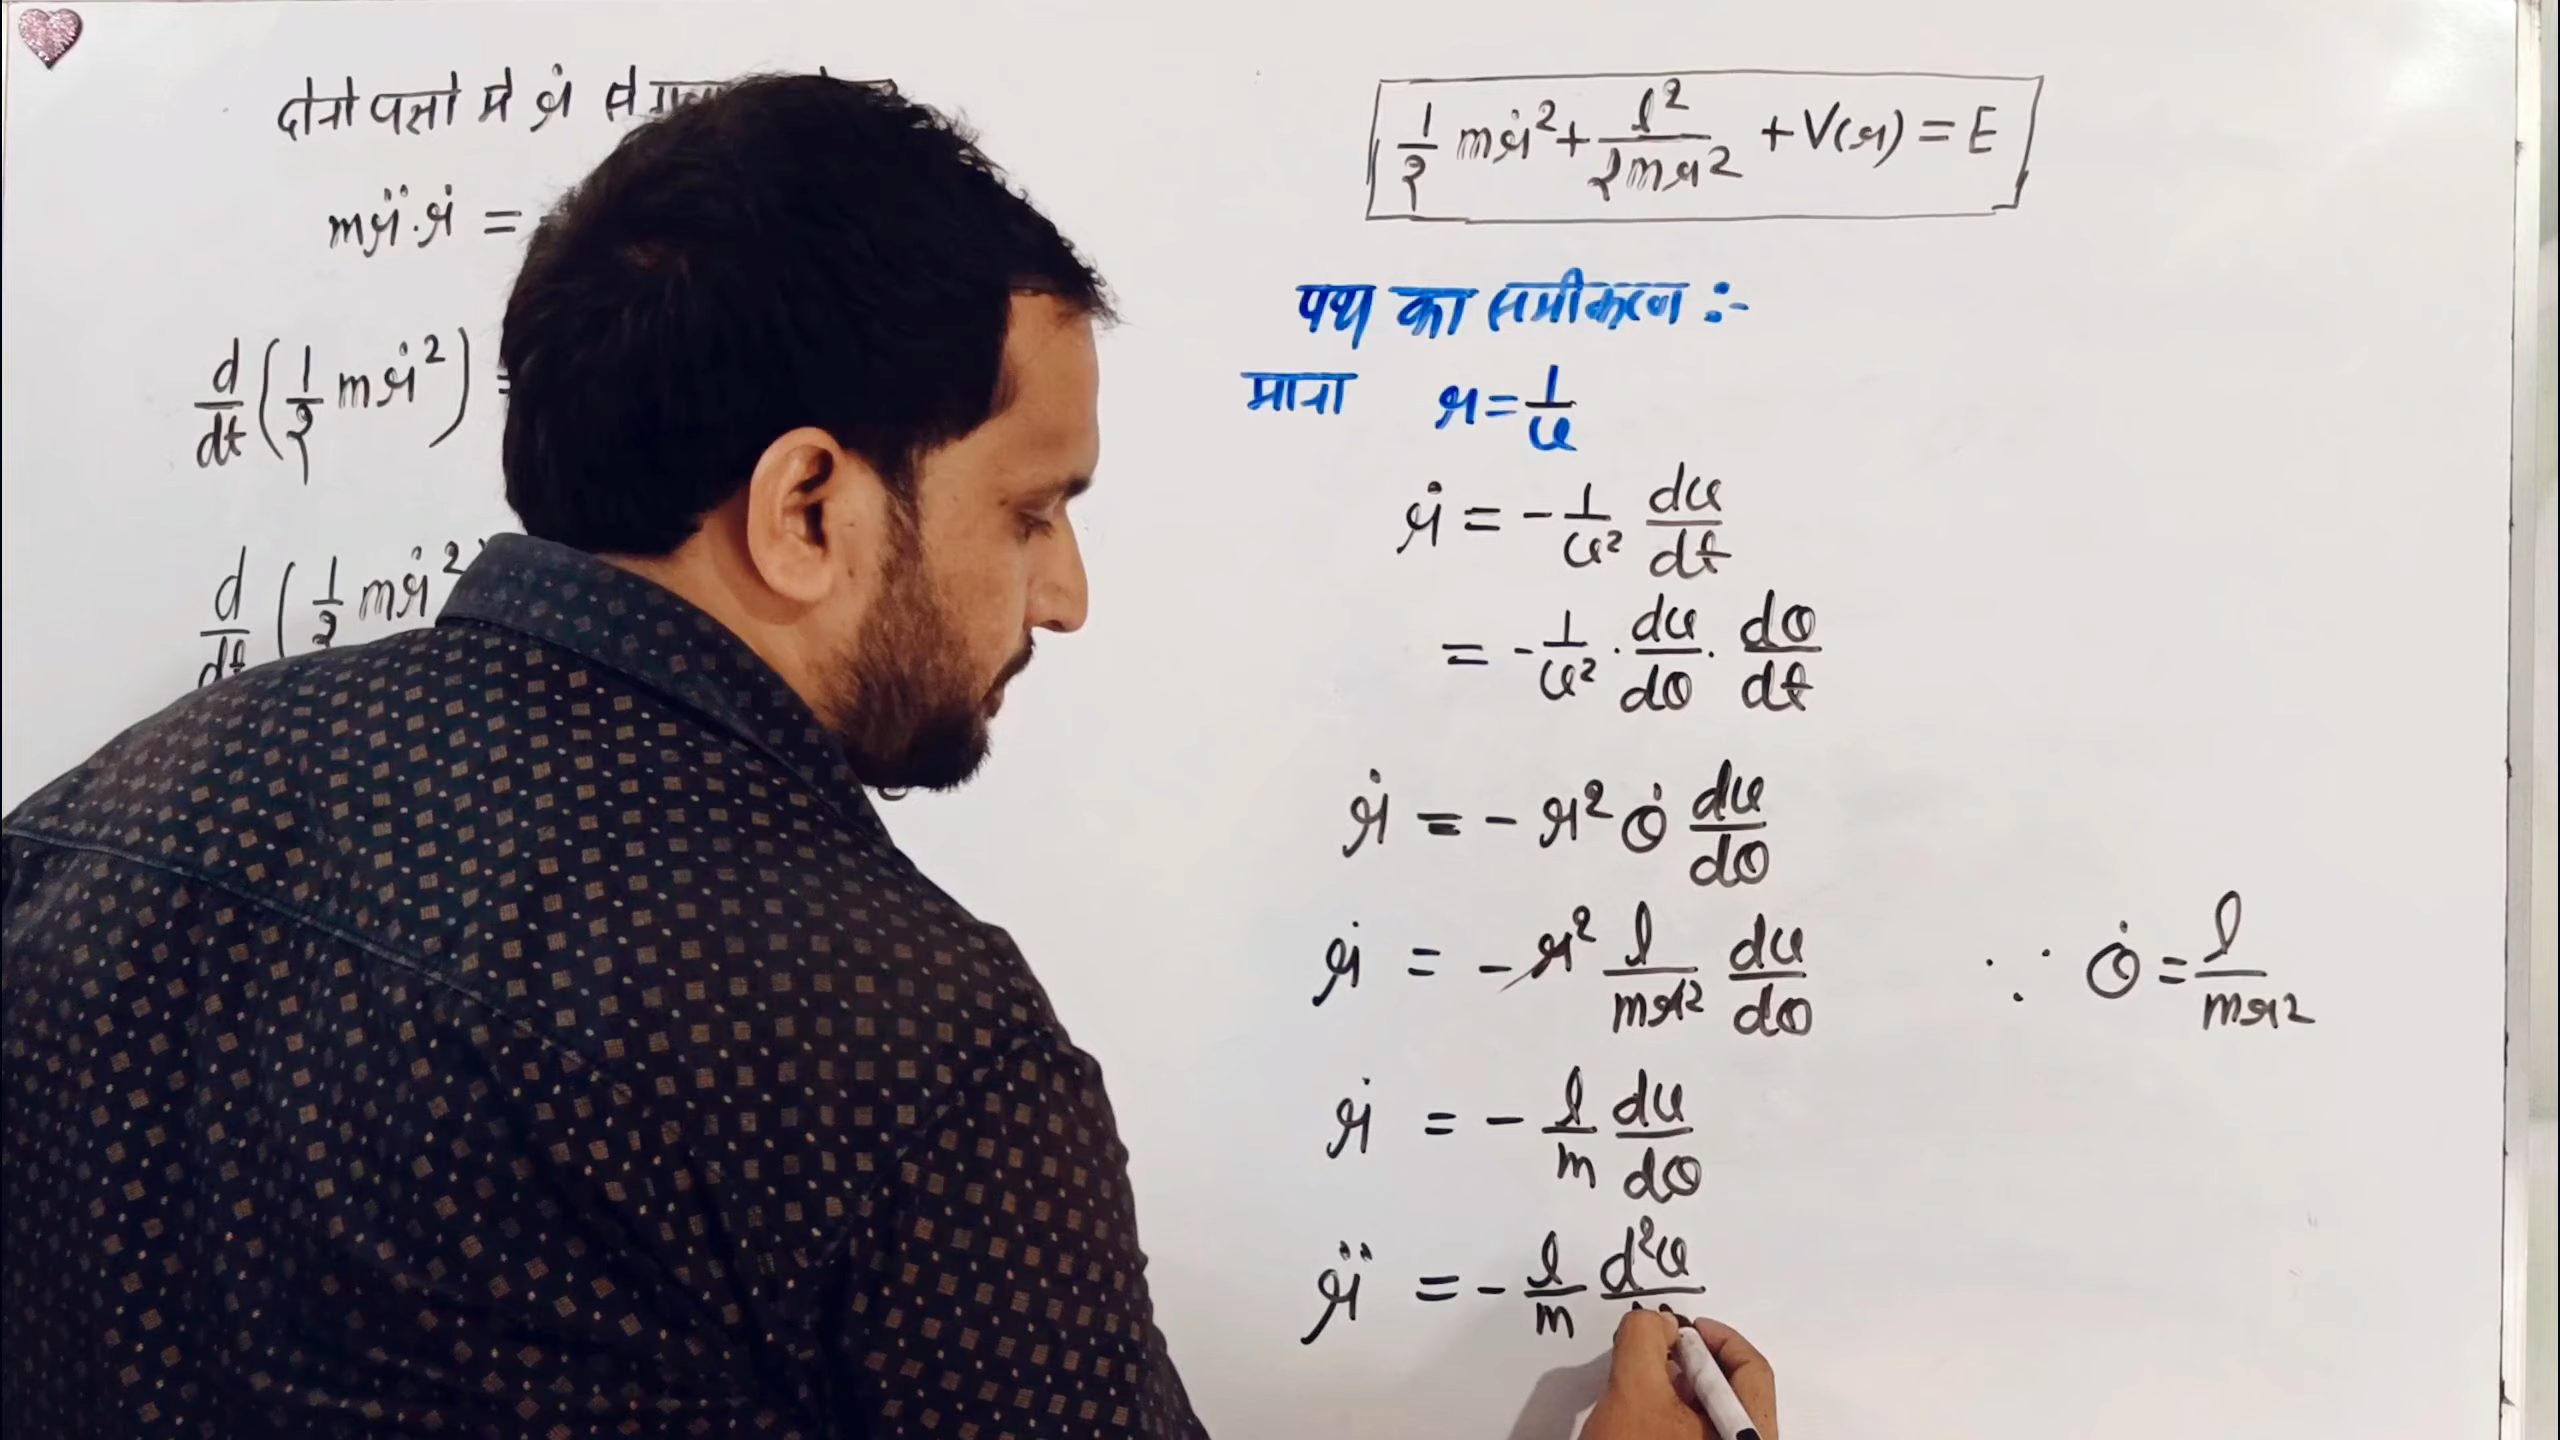 दोनो पक्षो मे ṙ से
mr̈.ṙ =
d/dt (1/2 mṙ²) =
d/dt (1/2 mṙ²
1/2 mṙ² + l²/2mr² + V(r) = E
पथ का समीकरण :-
माना r = 1/u
ṙ = - 1/u² du/dt
= - 1/u² . du/dθ . dθ/dt
ṙ = - r² θ̇ du/dθ
ṙ = - r² l/mr² du/dθ ∵ θ̇ = l/mr²
ṙ = - l/m du/dθ
r̈ = - l/m d²u